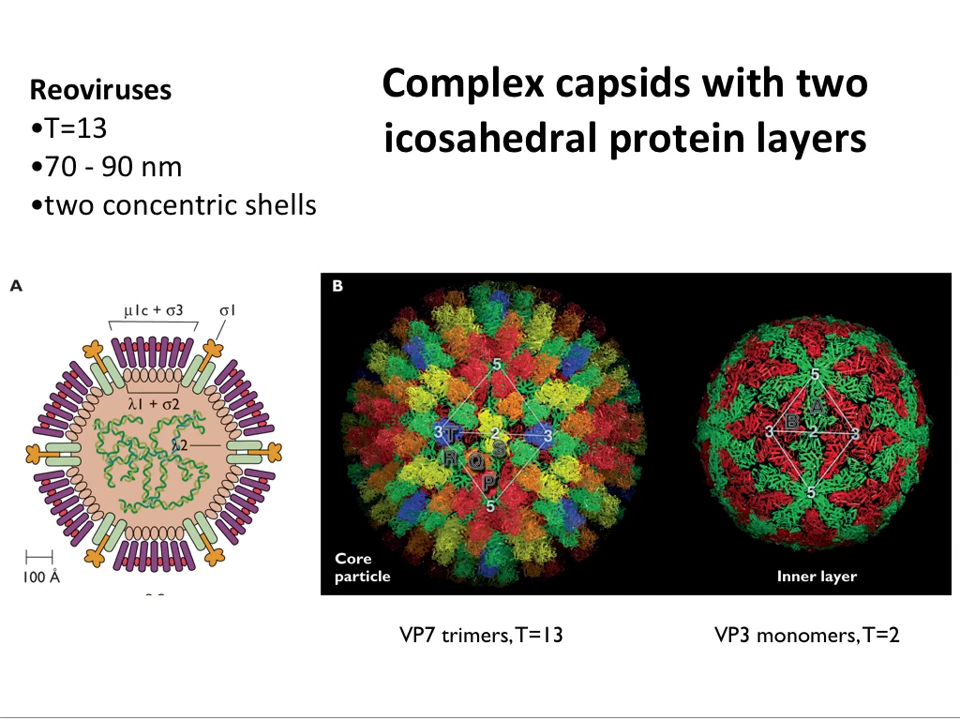 Reoviruses
•T=13
•70 - 90 nm
•two concentric shells
Complex capsids with two
icosahedral protein layers
A
μ1c + σ3
σ1
λ1 + σ2
λ2
100 Å
B
5
3
T
2
3
R
Q
S
P
5
Core
particle
5
A
B
3
2
3
5
Inner layer
VP7 trimers, T=13
VP3 monomers, T=2